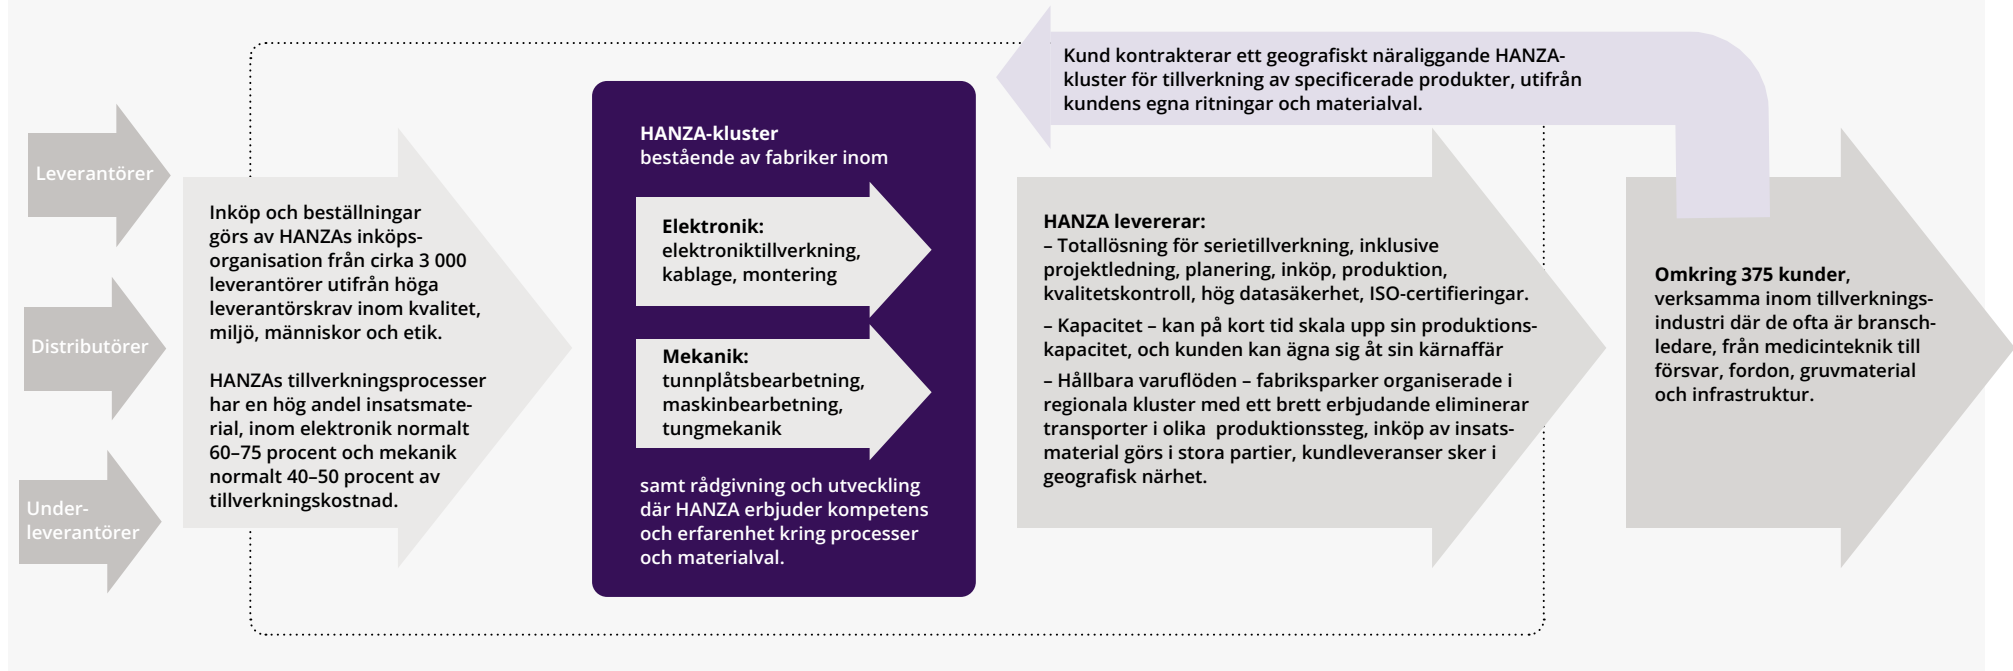 Leverantörer
Distributörer
Under-
leverantörer
Inköp och beställningar
görs av HANZAs inköps-
organisation från cirka 3 000
leverantörer utifrån höga
leverantörskrav inom kvalitet,
miljö, människor och etik.
HANZAs tillverkningsprocesser
har en hög andel insatsmate-
rial, inom elektronik normalt
60–75 procent och mekanik
normalt 40–50 procent av
tillverkningskostnad.
HANZA-kluster
bestående av fabriker inom
Elektronik:
elektroniktillverkning,
kablage, montering
Mekanik:
tunnplåtsbearbetning,
maskinbearbetning,
tungmekanik
samt rådgivning och utveckling
där HANZA erbjuder kompetens
och erfarenhet kring processer
och materialval.
Kund kontrakterar ett geografiskt näraliggande HANZA-
kluster för tillverkning av specificerade produkter, utifrån
kundens egna ritningar och materialval.
HANZA levererar:
– Totallösning för serietillverkning, inklusive
projektledning, planering, inköp, produktion,
kvalitetskontroll, hög datasäkerhet, ISO-certifieringar.
– Kapacitet – kan på kort tid skala upp sin produktions-
kapacitet, och kunden kan ägna sig åt sin kärnaffär
– Hållbara varuflöden – fabriksparker organiserade i
regionala kluster med ett brett erbjudande eliminerar
transporter i olika produktionssteg, inköp av insats-
material görs i stora partier, kundleveranser sker i
geografisk närhet.
Omkring 375 kunder,
verksamma inom tillverknings-
industri där de ofta är bransch-
ledare, från medicinteknik till
försvar, fordon, gruvmaterial
och infrastruktur.